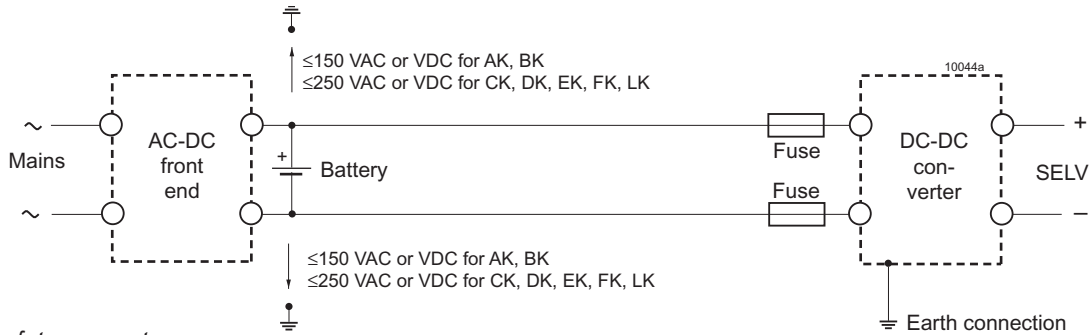 ≤150 VAC or VDC for AK, BK
≤250 VAC or VDC for CK, DK, EK, FK, LK
10044a
~
Mains
~
AC-DC
front
end
+
Battery
Fuse
Fuse
DC-DC
con-
verter
+
SELV
–
≤150 VAC or VDC for AK, BK
≤250 VAC or VDC for CK, DK, EK, FK, LK
Earth connection